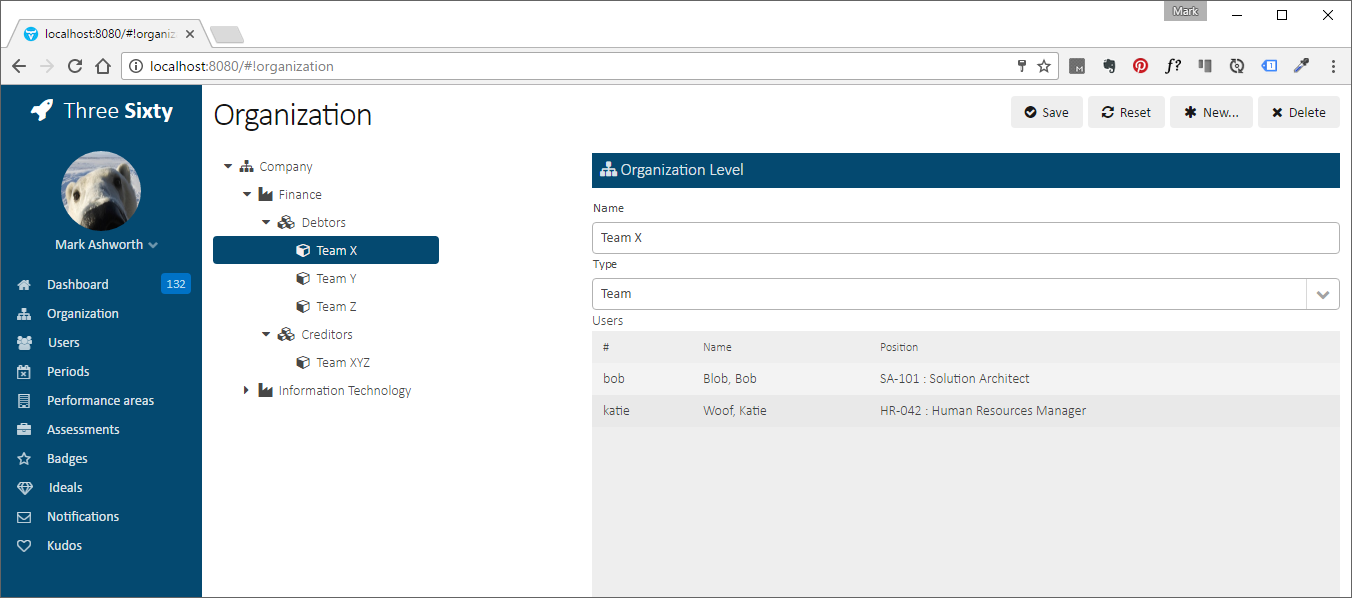 Mark
localhost:8080/#!organiz
localhost:8080/#!organization
M
f?
1
Three Sixty
Mark Ashworth
Dashboard 132
Organization
Users
Periods
Performance areas
Assessments
Badges
Ideals
Notifications
Kudos
Organization
Save Reset New... Delete
Company
Finance
Debtors
Team X
Team Y
Team Z
Creditors
Team XYZ
Information Technology
Organization Level
Name
Team X
Type
Team
Users
# Name Position
bob Blob, Bob SA-101 : Solution Architect
katie Woof, Katie HR-042 : Human Resources Manager